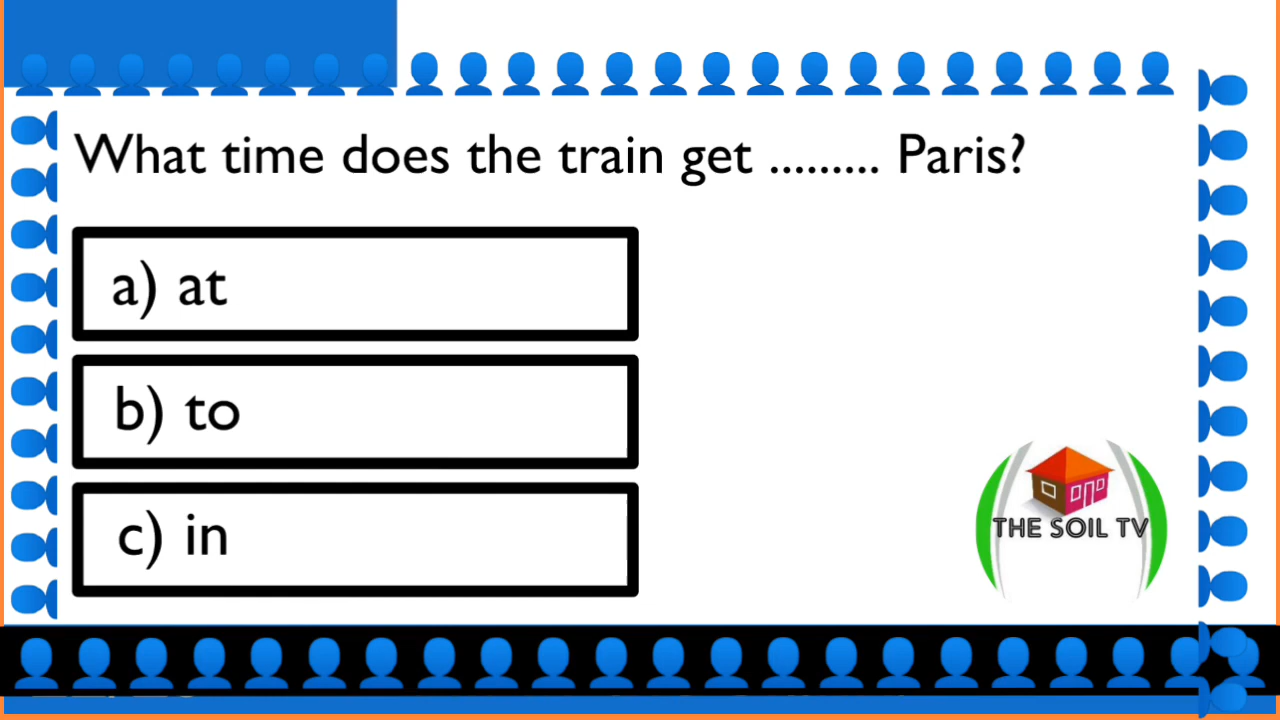 What time does the train get ......... Paris?
a) at
b) to
c) in
THE SOIL TV